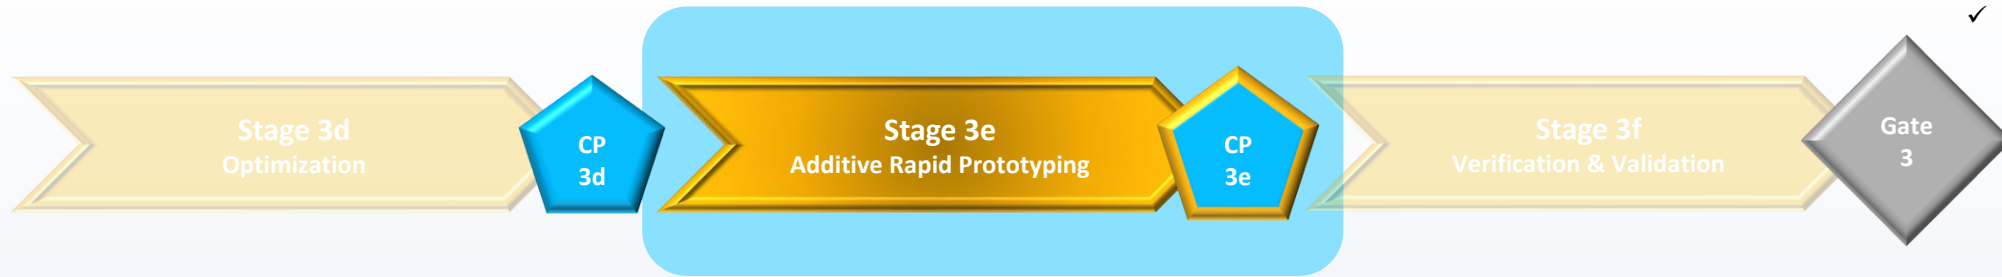 Stage 3d
Optimization
CP
3d
Stage 3e
Additive Rapid Prototyping
CP
3e
Stage 3f
Verification & Validation
Gate
3
✓